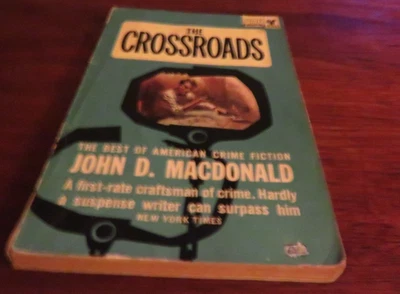 THE
CROSSROADS
THE BEST OF AMERICAN CRIME FICTION
JOHN D. MACDONALD
A first-rate craftsman of crime. Hardly
a suspense writer can surpass him
NEW YORK TIMES